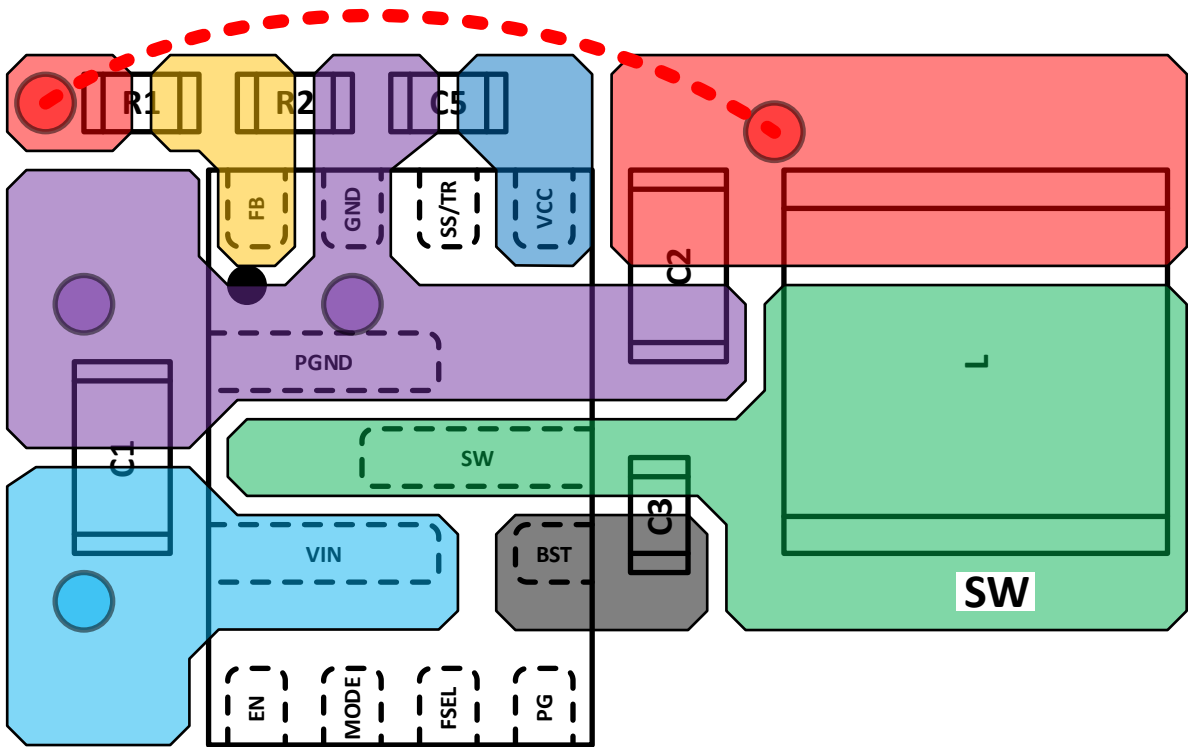 R1
R2
C5
FB
GND
SS/TR
VCC
C2
PGND
L
C1
SW
C3
VIN
BST
SW
EN
MODE
FSEL
PG